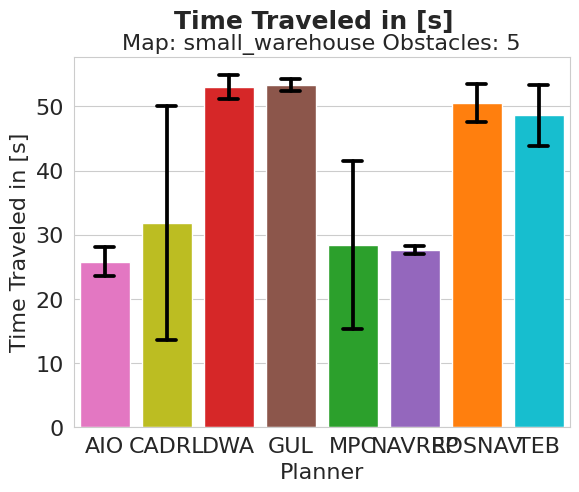 Time Traveled in [s]
Map: small_warehouse Obstacles: 5
Time Traveled in [s]
50
40
30
20
10
0
AIO CADRL DWA GUL MPC NAVREP ROSNAV TEB
Planner